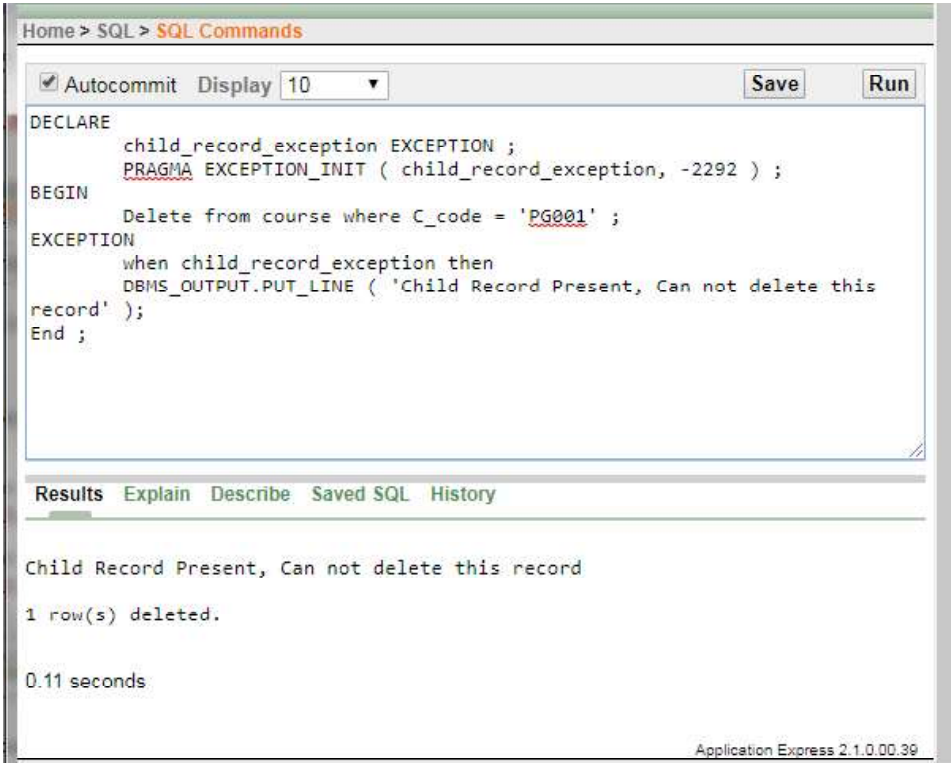 Home > SQL > SQL Commands
Autocommit Display 10 Save Run
DECLARE
child_record_exception EXCEPTION ;
PRAGMA EXCEPTION_INIT ( child_record_exception, -2292 ) ;
BEGIN
Delete from course where C_code = 'PG001' ;
EXCEPTION
when child_record_exception then
DBMS_OUTPUT.PUT_LINE ( 'Child Record Present, Can not delete this
record' );
End ;
Results Explain Describe Saved SQL History
Child Record Present, Can not delete this record
1 row(s) deleted.
0.11 seconds
Application Express 2.1.0.00.39